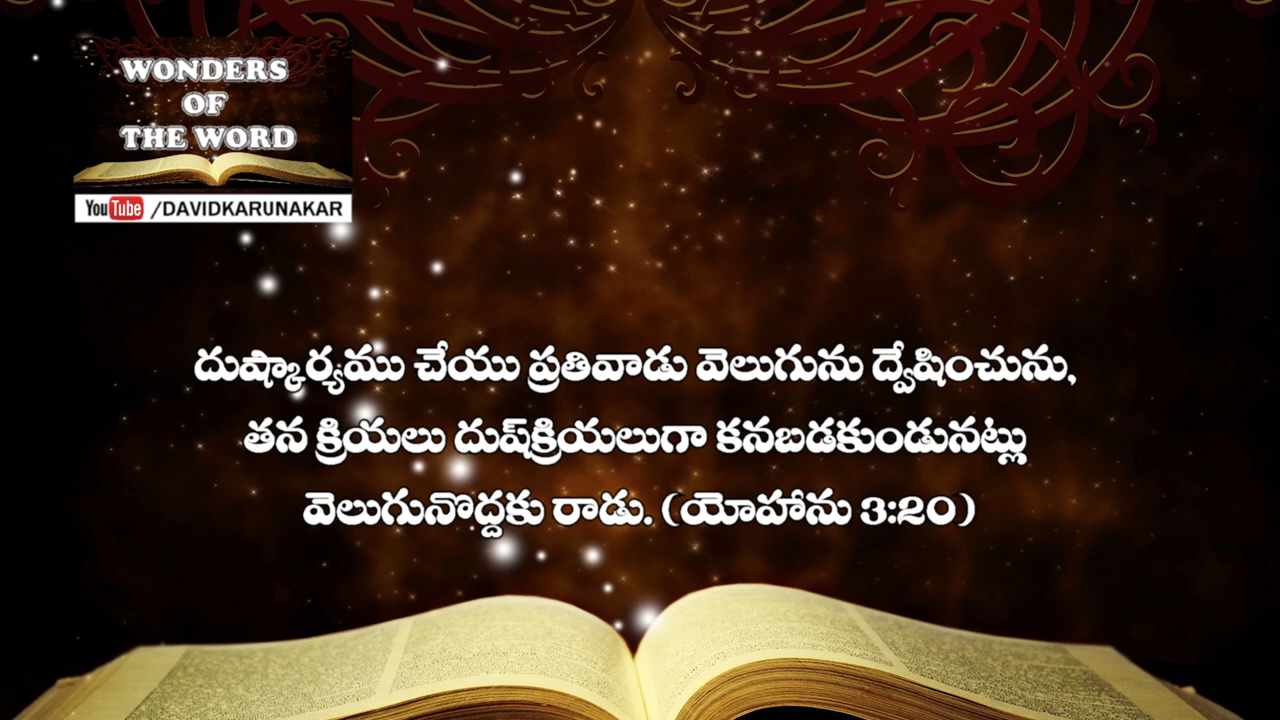 WONDERS
OF
THE WORD
YouTube /DAVIDKARUNAKAR
దుష్కార్యము చేయు ప్రతివాడు వెలుగును ద్వేషించును,
తన క్రియలు దుష్‌క్రియలుగా కనబడకుండునట్లు
వెలుగునొద్దకు రాడు. (యోహాను 3:20)